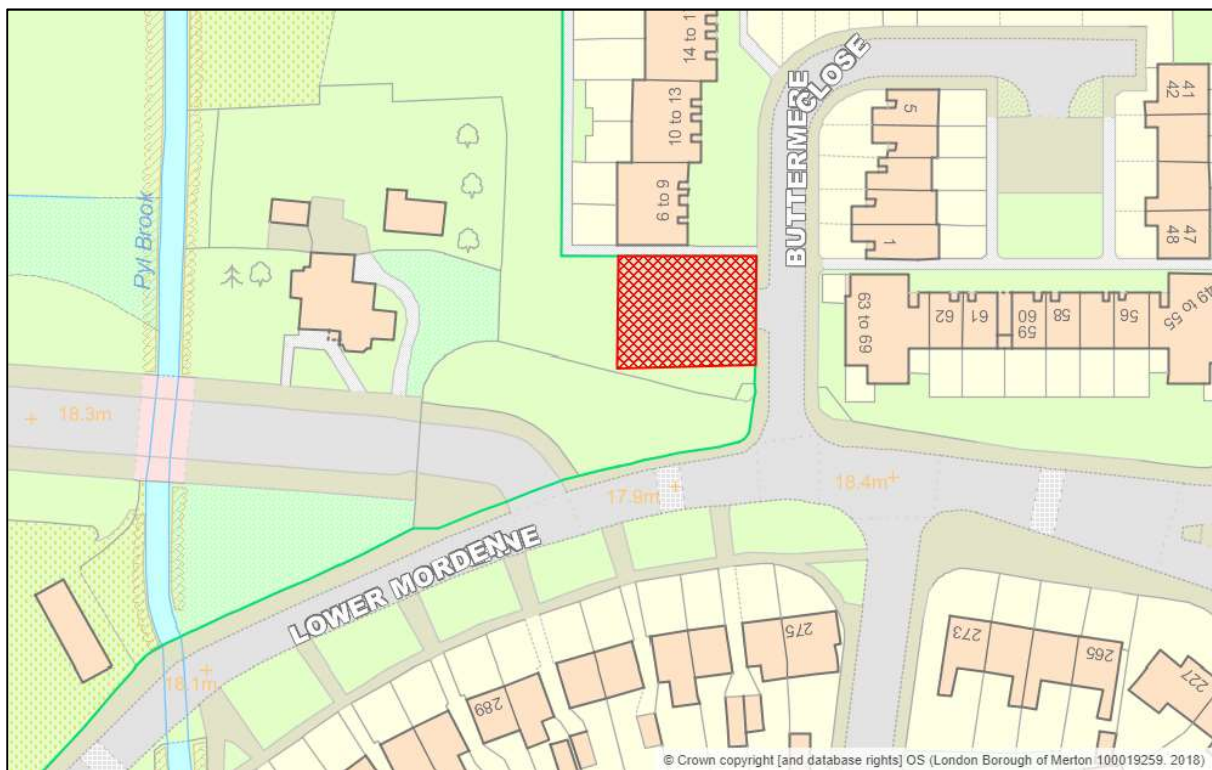 14 to 1
10 to 13
6 to 9
BUTTERMERE
CLOSE
5
1
41
42
47
48
49 to 55
63 to 69
62
61
60
59
58
56
Pyl Brook
18.3m
17.9m
18.4m
18.1m
LOWER
275
273
265
227
289
© Crown copyright [and database rights] OS (London Borough of Merton 100019259. 2018)